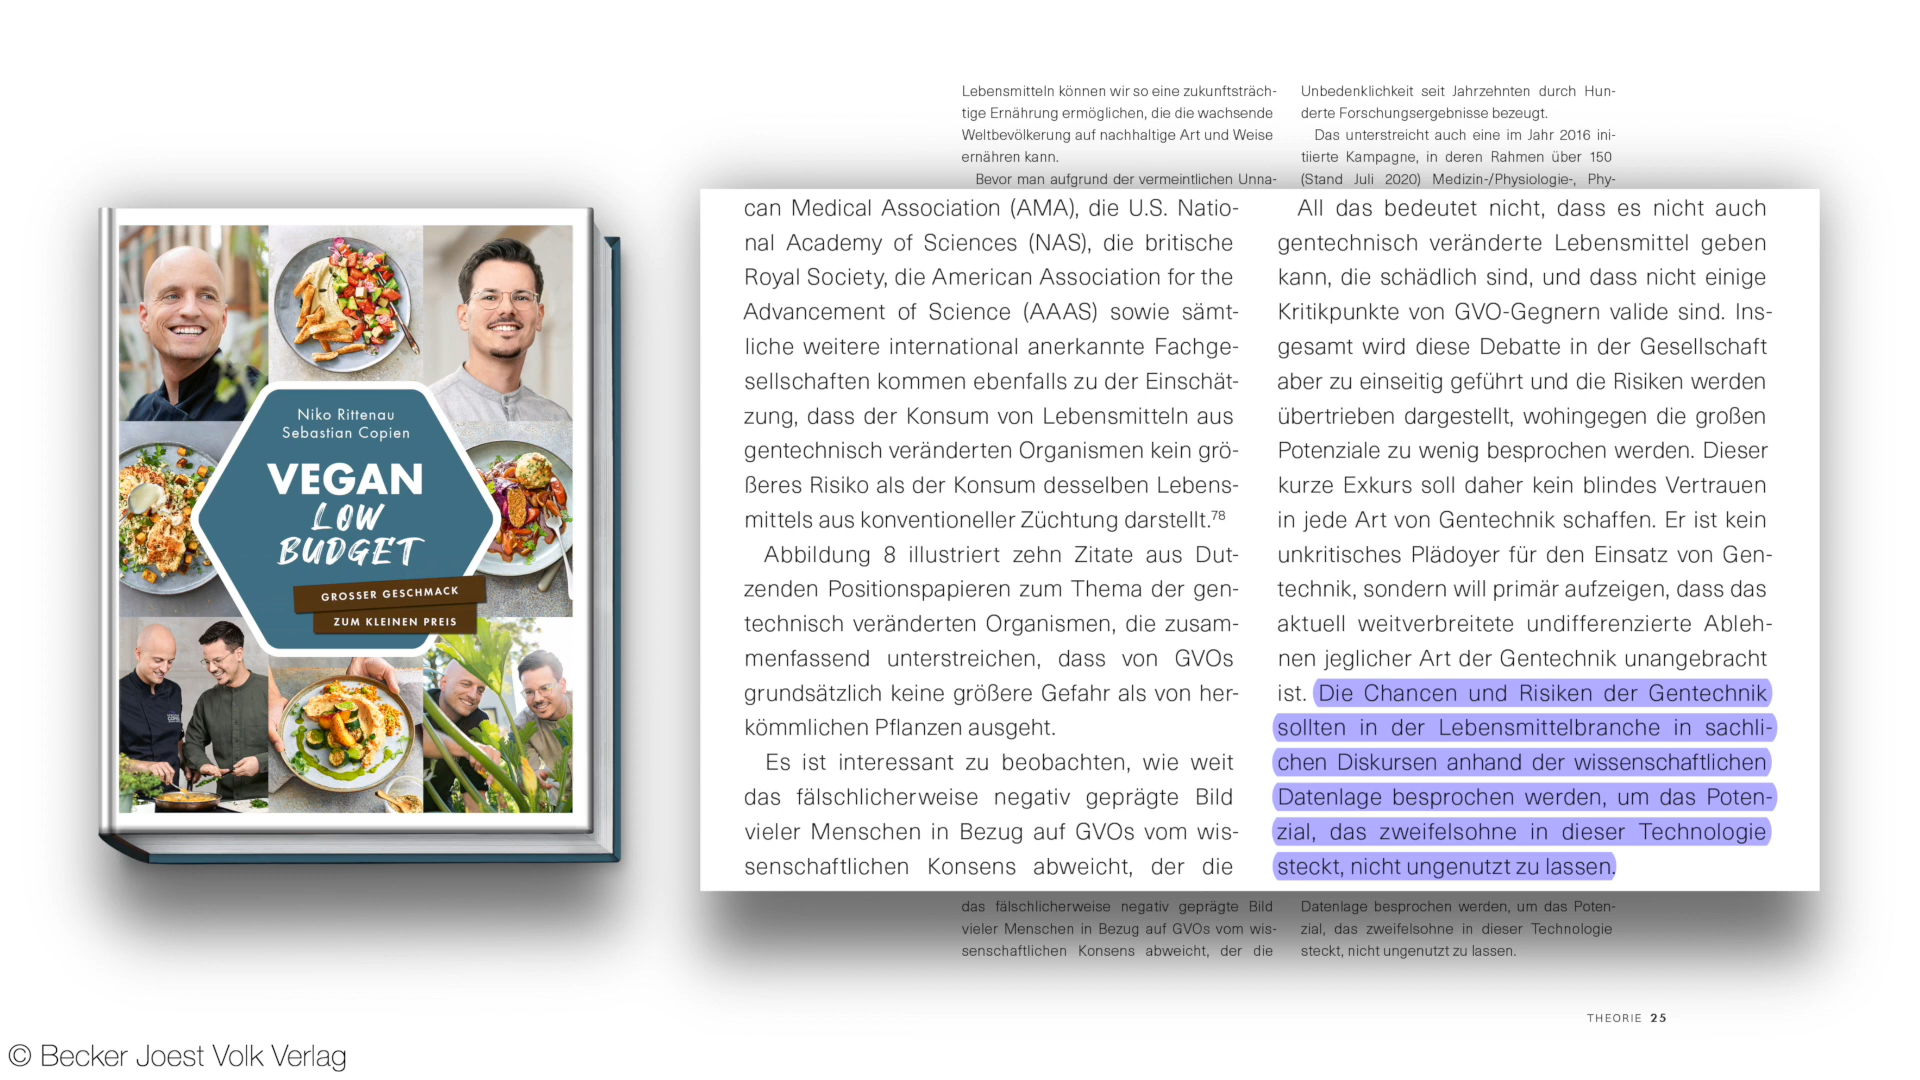 Niko Rittenau
Sebastian Copien
VEGAN
LOW
BUDGET
GROSSER GESCHMACK
ZUM KLEINEN PREIS
Lebensmitteln können wir so eine zukunftsträch-
tige Ernährung ermöglichen, die die wachsende
Weltbevölkerung auf nachhaltige Art und Weise
ernähren kann.
Bevor man aufgrund der vermeintlichen Unna-
Unbedenklichkeit seit Jahrzehnten durch Hun-
derte Forschungsergebnisse bezeugt.
Das unterstreicht auch eine im Jahr 2016 ini-
tiierte Kampagne, in deren Rahmen über 150
(Stand Juli 2020) Medizin-/Physiologie-, Phy-
can Medical Association (AMA), die U.S. Natio-
nal Academy of Sciences (NAS), die britische
Royal Society, die American Association for the
Advancement of Science (AAAS) sowie sämt-
liche weitere international anerkannte Fachge-
sellschaften kommen ebenfalls zu der Einschät-
zung, dass der Konsum von Lebensmitteln aus
gentechnisch veränderten Organismen kein grö-
ßeres Risiko als der Konsum desselben Lebens-
mittels aus konventioneller Züchtung darstellt.⁷⁸
Abbildung 8 illustriert zehn Zitate aus Dut-
zenden Positionspapieren zum Thema der gen-
technisch veränderten Organismen, die zusam-
menfassend unterstreichen, dass von GVOs
grundsätzlich keine größere Gefahr als von her-
kömmlichen Pflanzen ausgeht.
Es ist interessant zu beobachten, wie weit
das fälschlicherweise negativ geprägte Bild
vieler Menschen in Bezug auf GVOs vom wis-
senschaftlichen Konsens abweicht, der die
All das bedeutet nicht, dass es nicht auch
gentechnisch veränderte Lebensmittel geben
kann, die schädlich sind, und dass nicht einige
Kritikpunkte von GVO-Gegnern valide sind. Ins-
gesamt wird diese Debatte in der Gesellschaft
aber zu einseitig geführt und die Risiken werden
übertrieben dargestellt, wohingegen die großen
Potenziale zu wenig besprochen werden. Dieser
kurze Exkurs soll daher kein blindes Vertrauen
in jede Art von Gentechnik schaffen. Er ist kein
unkritisches Plädoyer für den Einsatz von Gen-
technik, sondern will primär aufzeigen, dass das
aktuell weitverbreitete undifferenzierte Ableh-
nen jeglicher Art der Gentechnik unangebracht
ist. Die Chancen und Risiken der Gentechnik
sollten in der Lebensmittelbranche in sachli-
chen Diskursen anhand der wissenschaftlichen
Datenlage besprochen werden, um das Poten-
zial, das zweifelsohne in dieser Technologie
steckt, nicht ungenutzt zu lassen.
das fälschlicherweise negativ geprägte Bild
vieler Menschen in Bezug auf GVOs vom wis-
senschaftlichen Konsens abweicht, der die
Datenlage besprochen werden, um das Poten-
zial, das zweifelsohne in dieser Technologie
steckt, nicht ungenutzt zu lassen.
THEORIE 25
© Becker Joest Volk Verlag